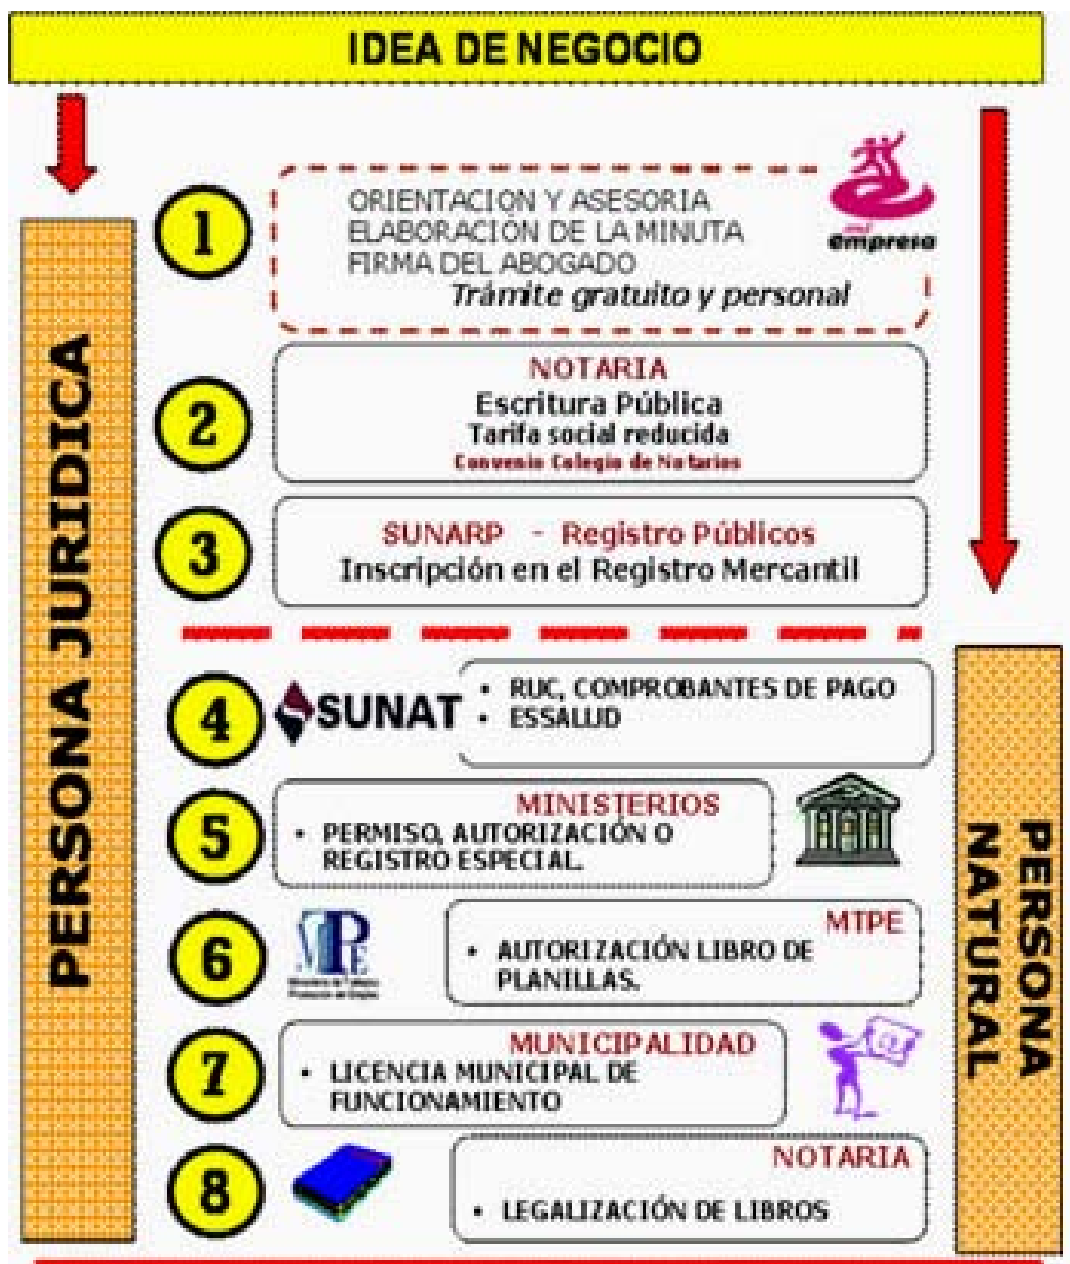 IDEA DE NEGOCIO
PERSONA JURIDICA
1
ORIENTACION Y ASESORIA
ELABORACION DE LA MINUTA
FIRMA DEL ABOGADO
Trámite gratuito y personal
mi
empresa
2
NOTARIA
Escritura Pública
Tarifa social reducida
Convenio Colegio de Notarios
3
SUNARP - Registro Públicos
Inscripción en el Registro Mercantil
4
SUNAT
• RUC, COMPROBANTES DE PAGO
• ESSALUD
5
MINISTERIOS
• PERMISO, AUTORIZACIÓN O
REGISTRO ESPECIAL.
6
MTPE
• AUTORIZACIÓN LIBRO DE
PLANILLAS.
7
MUNICIPALIDAD
• LICENCIA MUNICIPAL DE
FUNCIONAMIENTO
8
NOTARIA
• LEGALIZACIÓN DE LIBROS
PERSONA
NATURAL